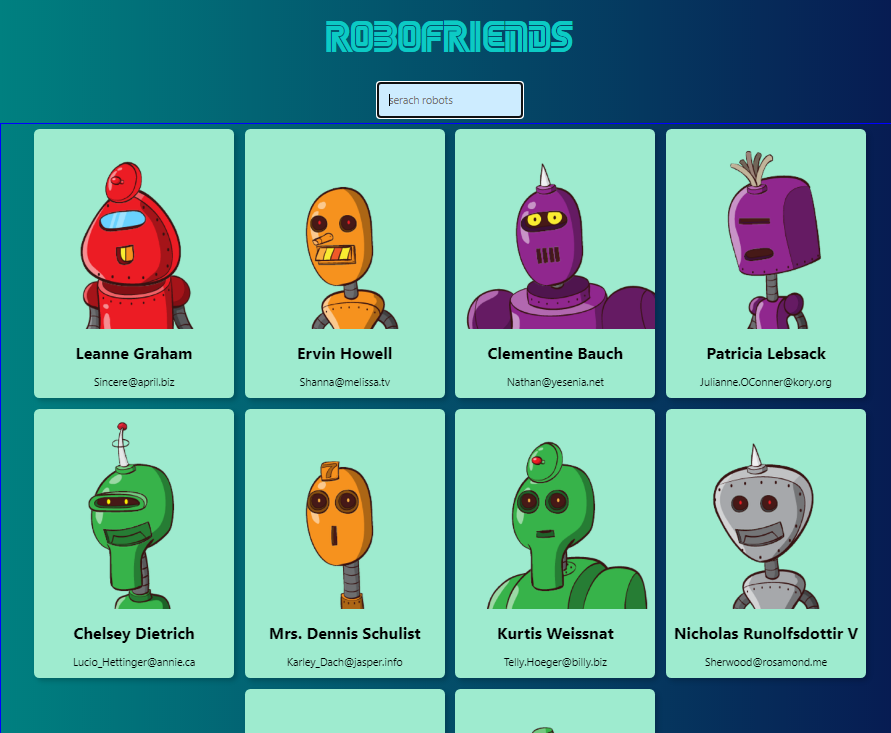 ROBOFRIENDS
serach robots
Leanne Graham
Sincere@april.biz
Ervin Howell
Shanna@melissa.tv
Clementine Bauch
Nathan@yesenia.net
Patricia Lebsack
Julianne.OConner@kory.org
7
Chelsey Dietrich
Lucio_Hettinger@annie.ca
Mrs. Dennis Schulist
Karley_Dach@jasper.info
Kurtis Weissnat
Telly.Hoeger@billy.biz
Nicholas Runolfsdottir V
Sherwood@rosamond.me